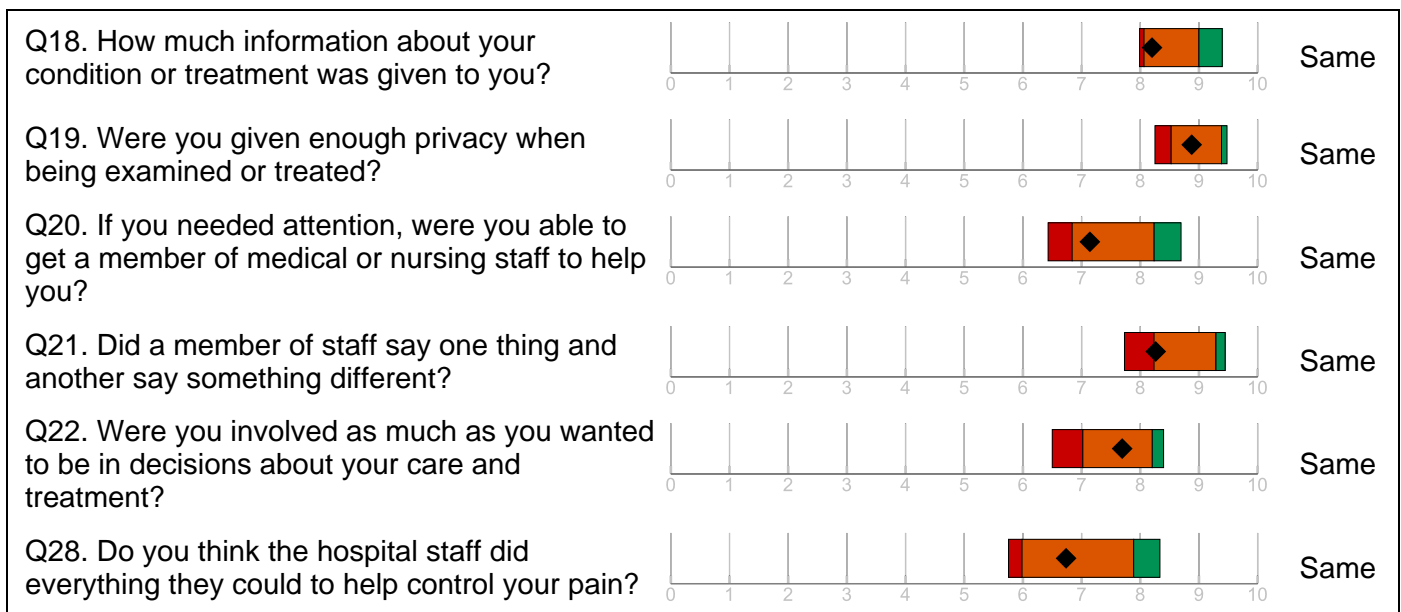 Q18. How much information about your
condition or treatment was given to you?
0 1 2 3 4 5 6 7 8 9 10
Same
Q19. Were you given enough privacy when
being examined or treated?
0 1 2 3 4 5 6 7 8 9 10
Same
Q20. If you needed attention, were you able to
get a member of medical or nursing staff to help
you?
0 1 2 3 4 5 6 7 8 9 10
Same
Q21. Did a member of staff say one thing and
another say something different?
0 1 2 3 4 5 6 7 8 9 10
Same
Q22. Were you involved as much as you wanted
to be in decisions about your care and
treatment?
0 1 2 3 4 5 6 7 8 9 10
Same
Q28. Do you think the hospital staff did
everything they could to help control your pain?
0 1 2 3 4 5 6 7 8 9 10
Same